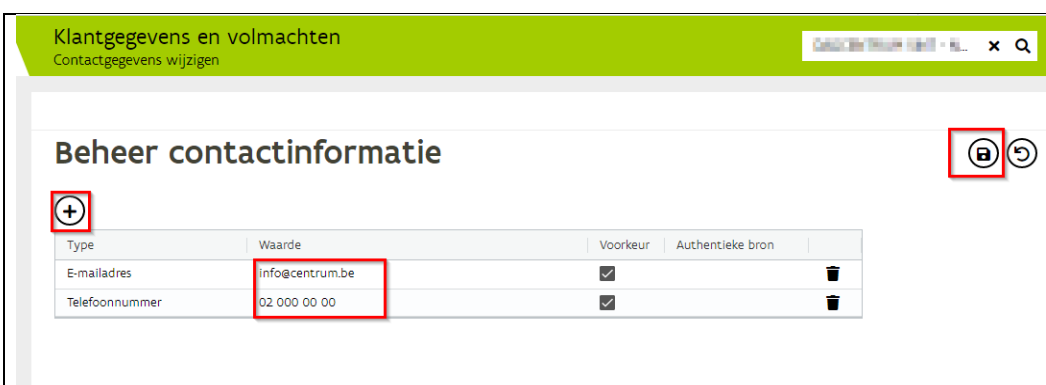 Klantgegevens en volmachten
Contactgegevens wijzigen
Beheer contactinformatie
Type Waarde Voorkeur Authentieke bron
E-mailadres info@centrum.be
Telefoonnummer 02 000 00 00